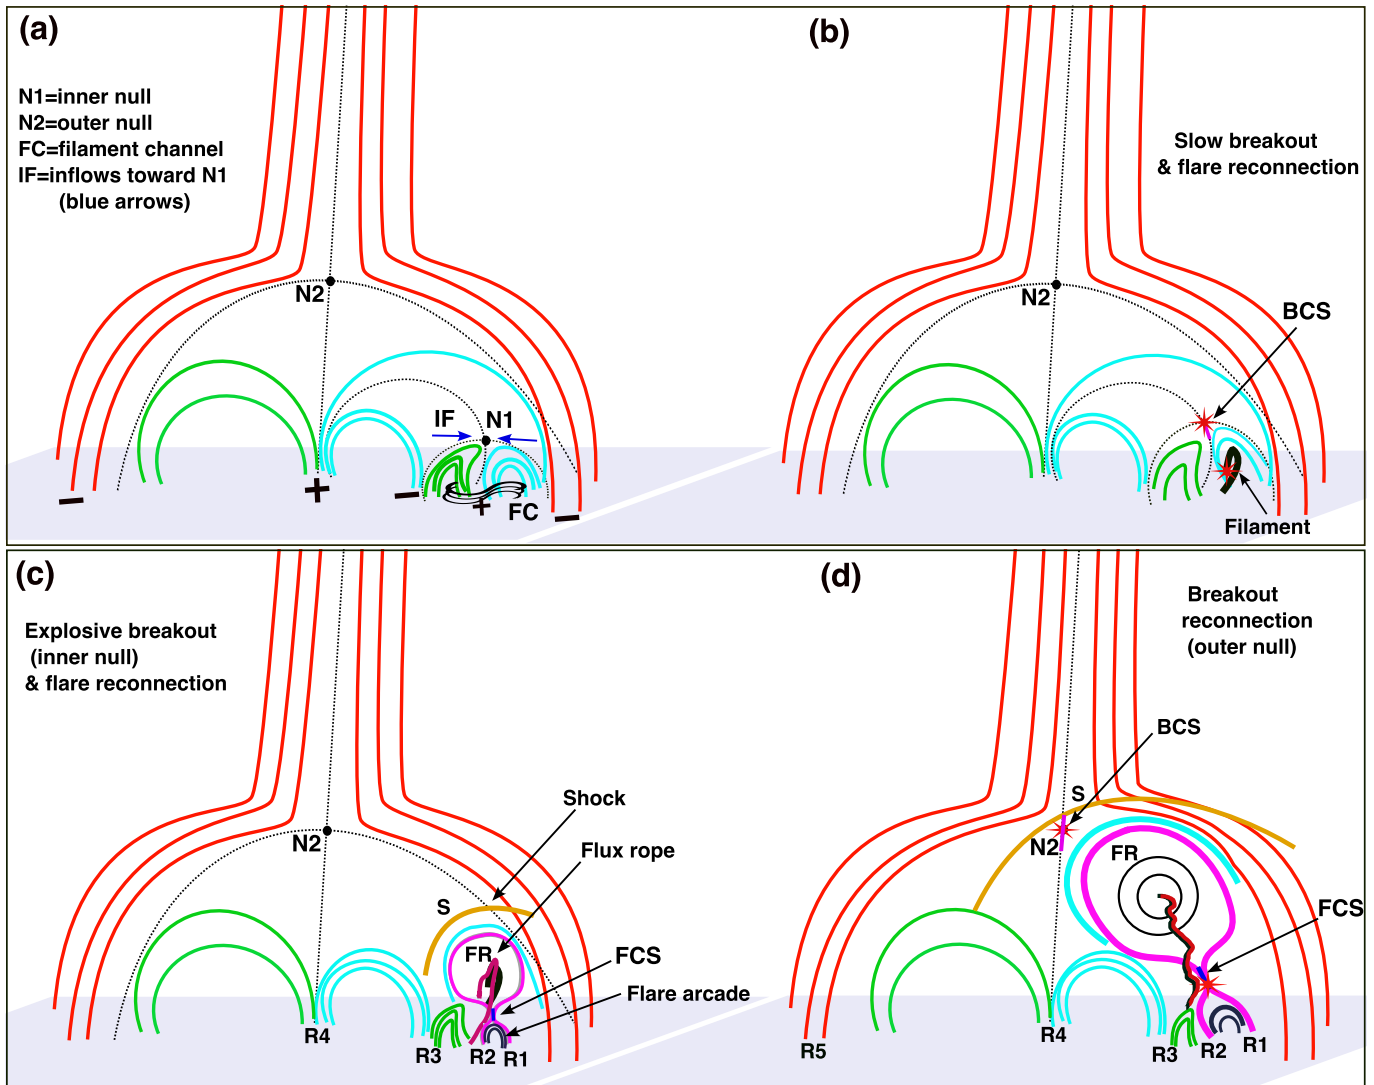 (a)
N1=inner null
N2=outer null
FC=filament channel
IF=inflows toward N1
(blue arrows)
N2
IF
N1
FC
+
+
−
−
−
(b)
Slow breakout
& flare reconnection
N2
BCS
Filament
(c)
Explosive breakout
(inner null)
& flare reconnection
N2
Shock
Flux rope
S
FR
FCS
Flare arcade
R4
R3
R2
R1
(d)
Breakout
reconnection
(outer null)
BCS
S
N2
FR
FCS
R5
R4
R3
R2
R1